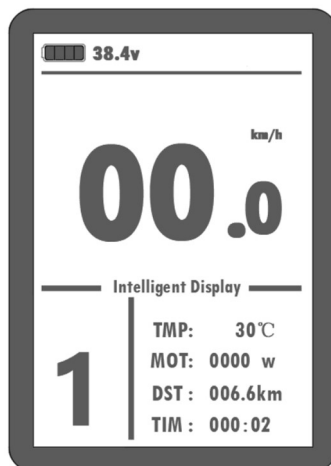 38.4v
km/h
00.0
Intelligent Display
1
TMP: 30℃
MOT: 0000 w
DST : 006.6km
TIM : 000:02